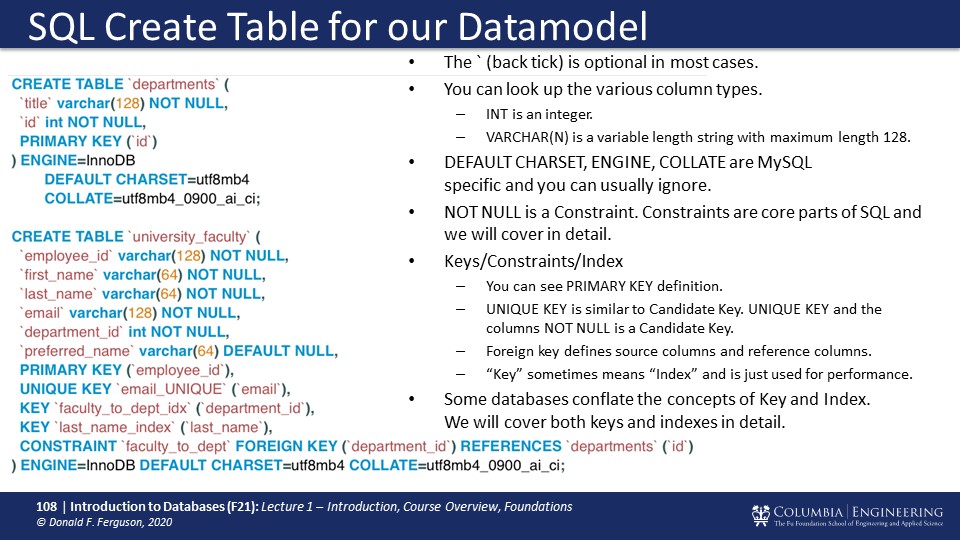 SQL Create Table for our Datamodel
CREATE TABLE `departments` (
`title` varchar(128) NOT NULL,
`id` int NOT NULL,
PRIMARY KEY (`id`)
) ENGINE=InnoDB
DEFAULT CHARSET=utf8mb4
COLLATE=utf8mb4_0900_ai_ci;
CREATE TABLE `university_faculty` (
`employee_id` varchar(128) NOT NULL,
`first_name` varchar(64) NOT NULL,
`last_name` varchar(64) NOT NULL,
`email` varchar(128) NOT NULL,
`department_id` int NOT NULL,
`preferred_name` varchar(64) DEFAULT NULL,
PRIMARY KEY (`employee_id`),
UNIQUE KEY `email_UNIQUE` (`email`),
KEY `faculty_to_dept_idx` (`department_id`),
KEY `last_name_index` (`last_name`),
CONSTRAINT `faculty_to_dept` FOREIGN KEY (`department_id`) REFERENCES `departments` (`id`)
) ENGINE=InnoDB DEFAULT CHARSET=utf8mb4 COLLATE=utf8mb4_0900_ai_ci;
• The ` (back tick) is optional in most cases.
• You can look up the various column types.
– INT is an integer.
– VARCHAR(N) is a variable length string with maximum length 128.
• DEFAULT CHARSET, ENGINE, COLLATE are MySQL
specific and you can usually ignore.
• NOT NULL is a Constraint. Constraints are core parts of SQL and
we will cover in detail.
• Keys/Constraints/Index
– You can see PRIMARY KEY definition.
– UNIQUE KEY is similar to Candidate Key. UNIQUE KEY and the
columns NOT NULL is a Candidate Key.
– Foreign key defines source columns and reference columns.
– “Key” sometimes means “Index” and is just used for performance.
• Some databases conflate the concepts of Key and Index.
We will cover both keys and indexes in detail.
108 | Introduction to Databases (F21): Lecture 1 – Introduction, Course Overview, Foundations
© Donald F. Ferguson, 2020
COLUMBIA | ENGINEERING
The Fu Foundation School of Engineering and Applied Science